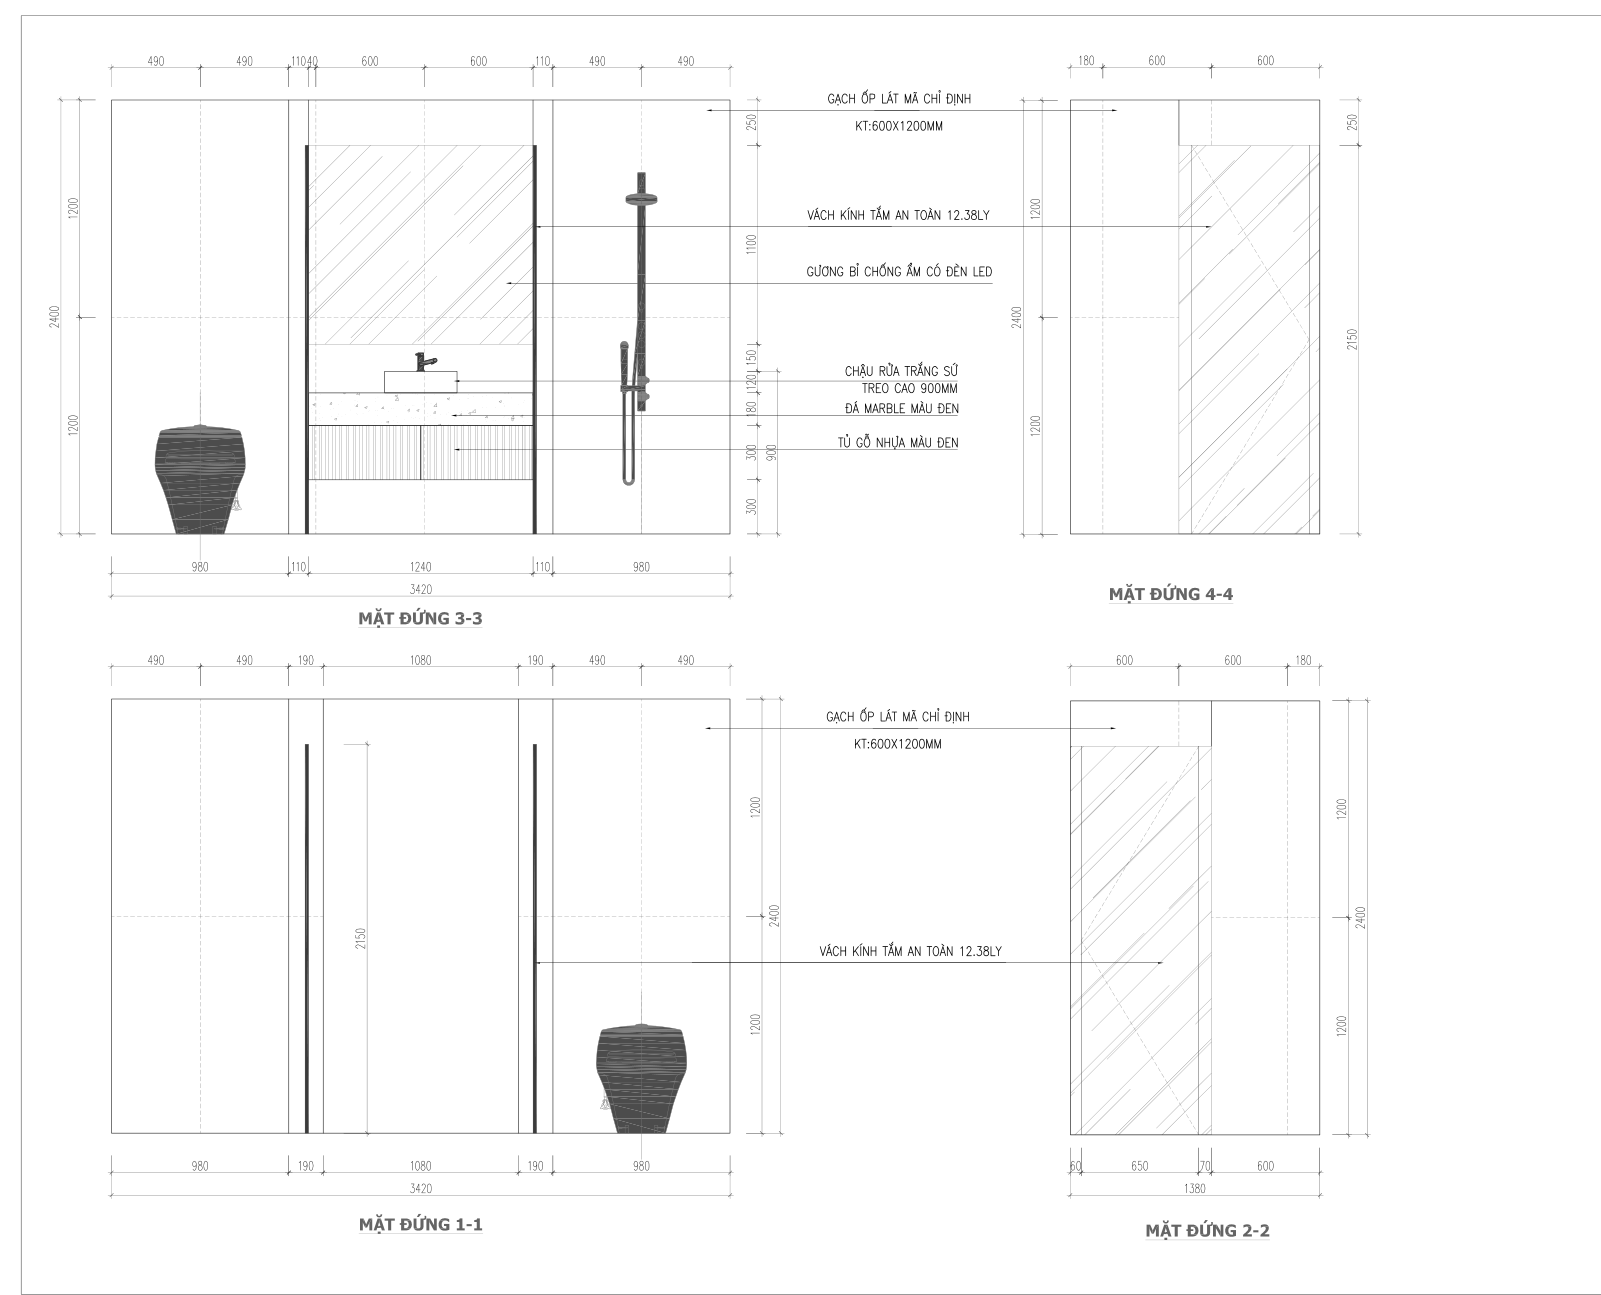 490 490 110 40 600 600 110 490 490
180 600 600
GẠCH ỐP LÁT MÃ CHỈ ĐỊNH
KT:600X1200MM
250
250
1200
1200
VÁCH KÍNH TẮM AN TOÀN 12.38LY
1100
GƯƠNG BỈ CHỐNG ẨM CÓ ĐÈN LED
2400
2400
2150
150
CHẬU RỬA TRẮNG SỨ
120
TREO CAO 900MM
180
ĐÁ MARBLE MÀU ĐEN
1200
1200
TỦ GỖ NHỰA MÀU ĐEN
300
900
300
980 110 1240 110 980
3420
MẶT ĐỨNG 3-3
MẶT ĐỨNG 4-4
490 490 190 1080 190 490 490
600 600 180
GẠCH ỐP LÁT MÃ CHỈ ĐỊNH
KT:600X1200MM
1200
1200
2400
2400
2150
VÁCH KÍNH TẮM AN TOÀN 12.38LY
1200
1200
980 190 1080 190 980
60 650 70 600
3420
1380
MẶT ĐỨNG 1-1
MẶT ĐỨNG 2-2